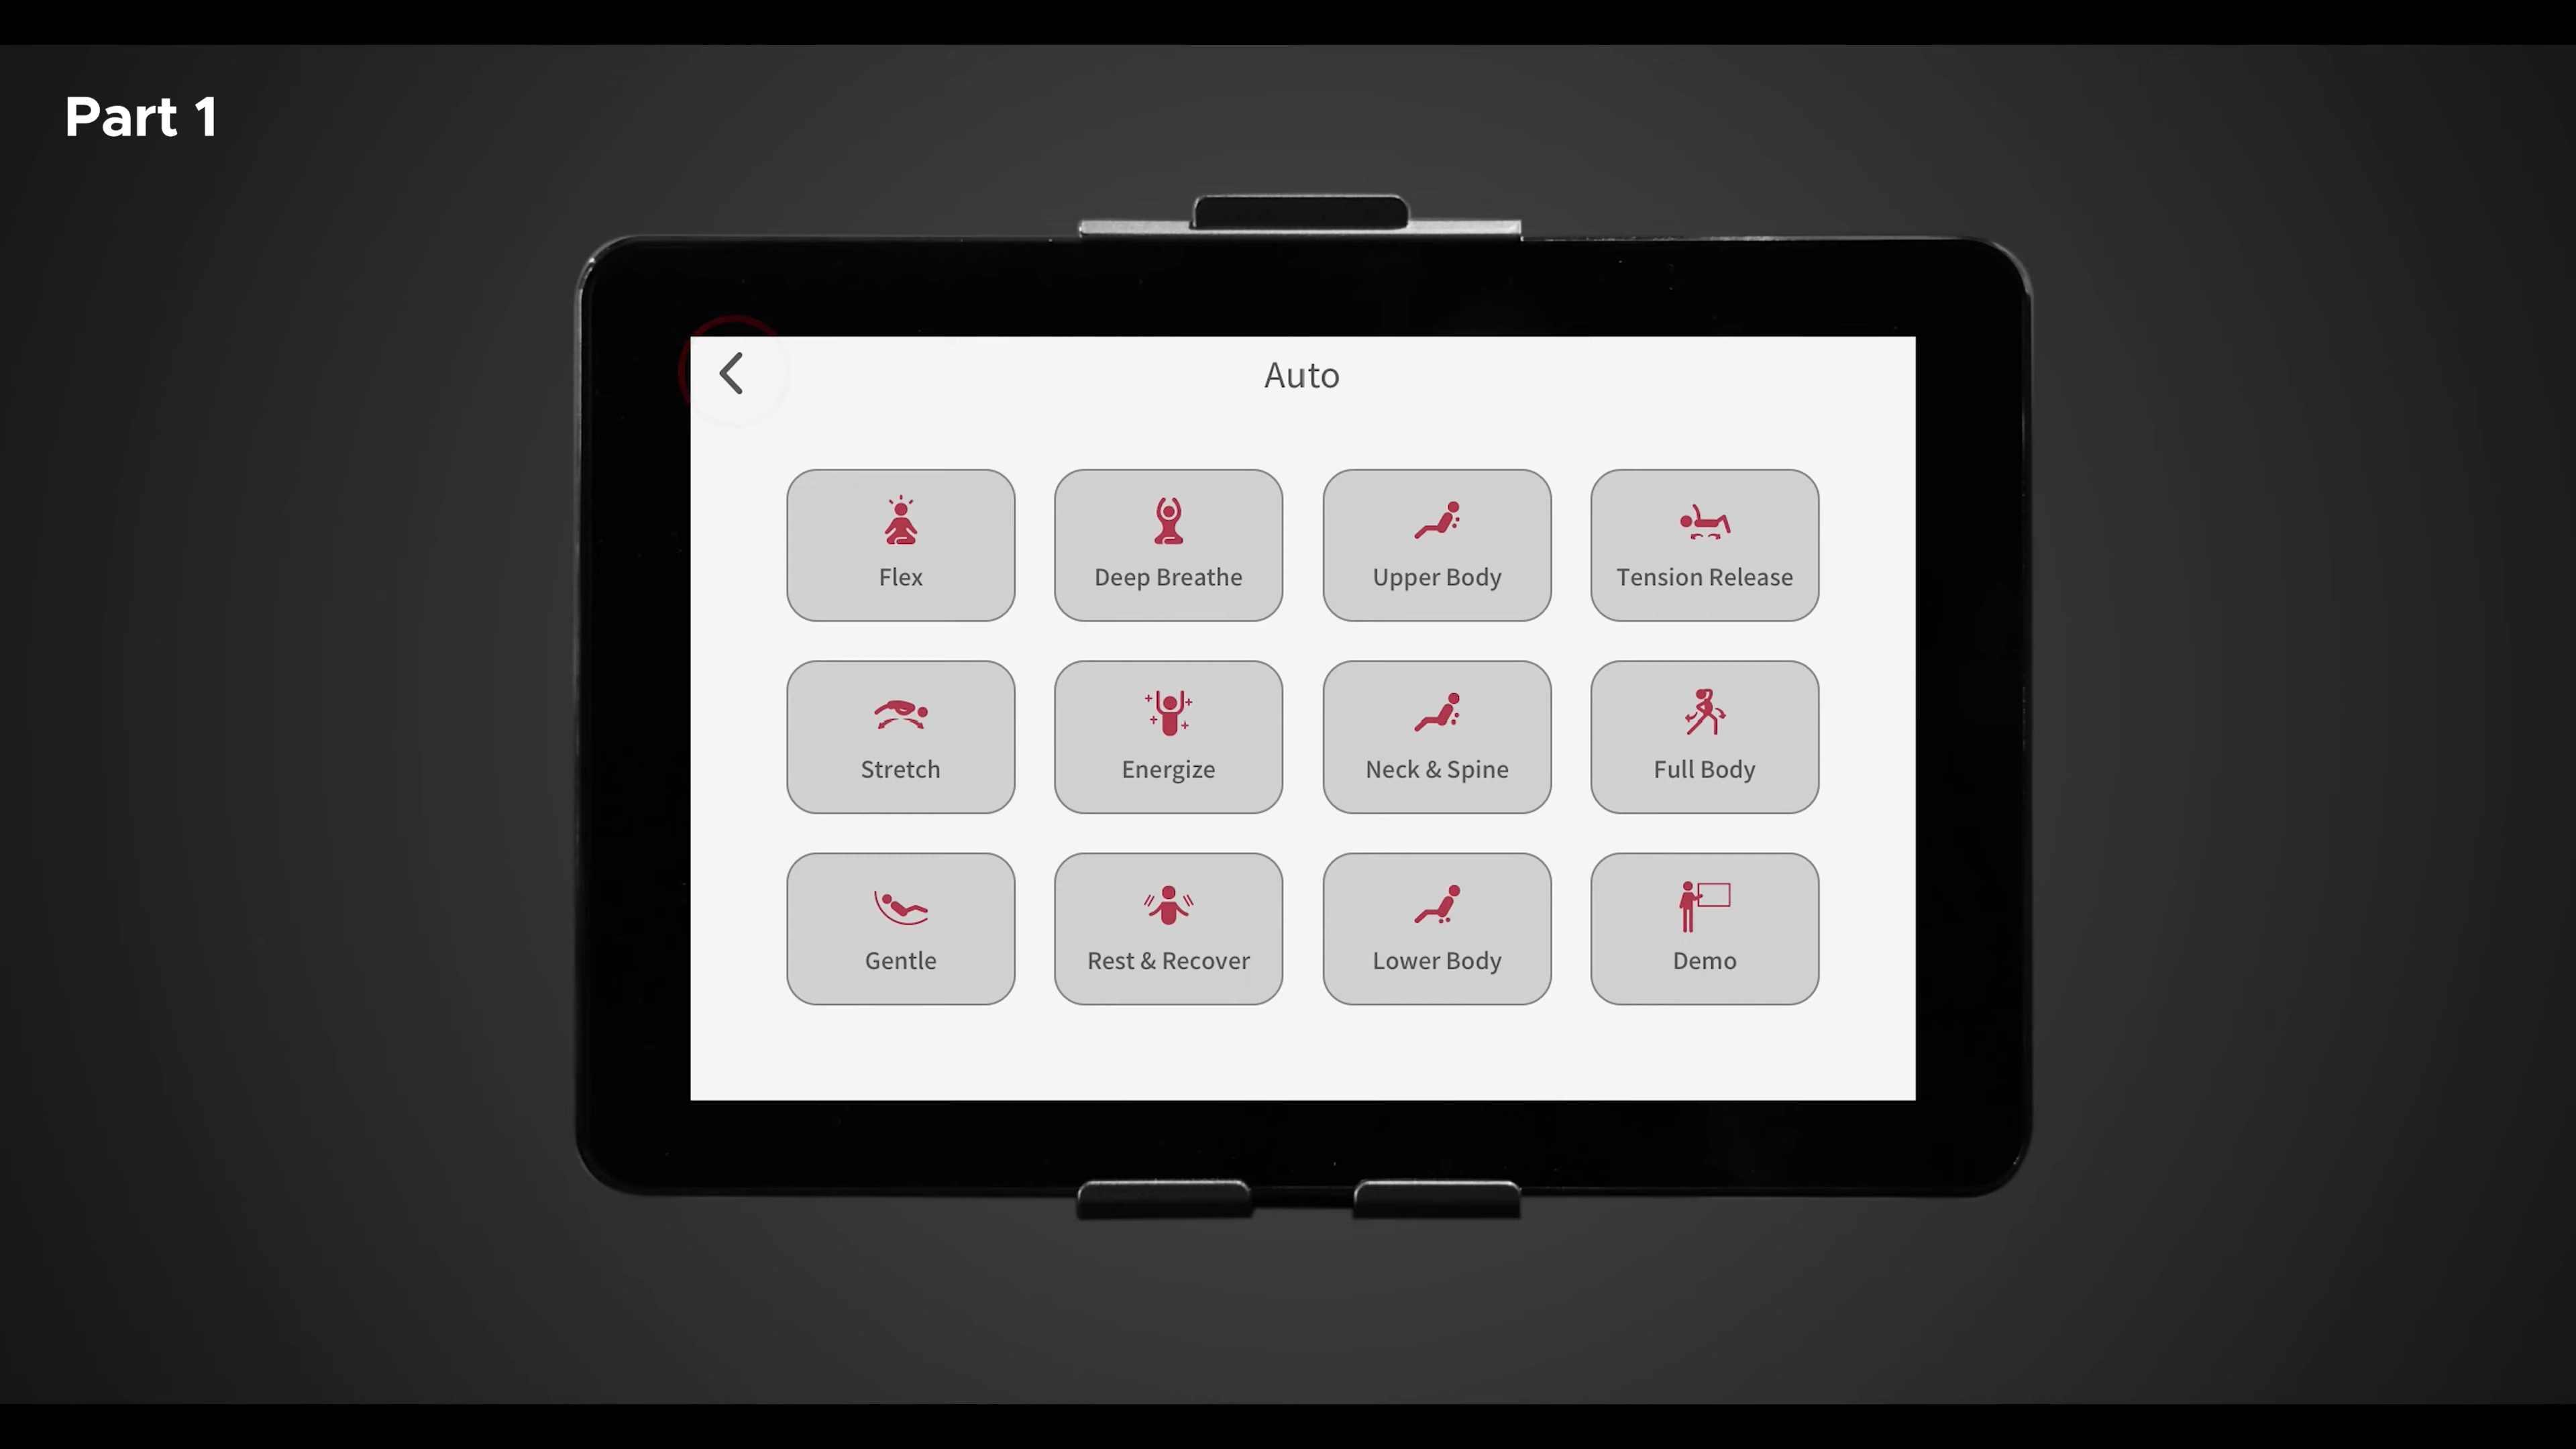 Part 1
Auto
Flex
Deep Breathe
Upper Body
Tension Release
Stretch
Energize
Neck & Spine
Full Body
Gentle
Rest & Recover
Lower Body
Demo